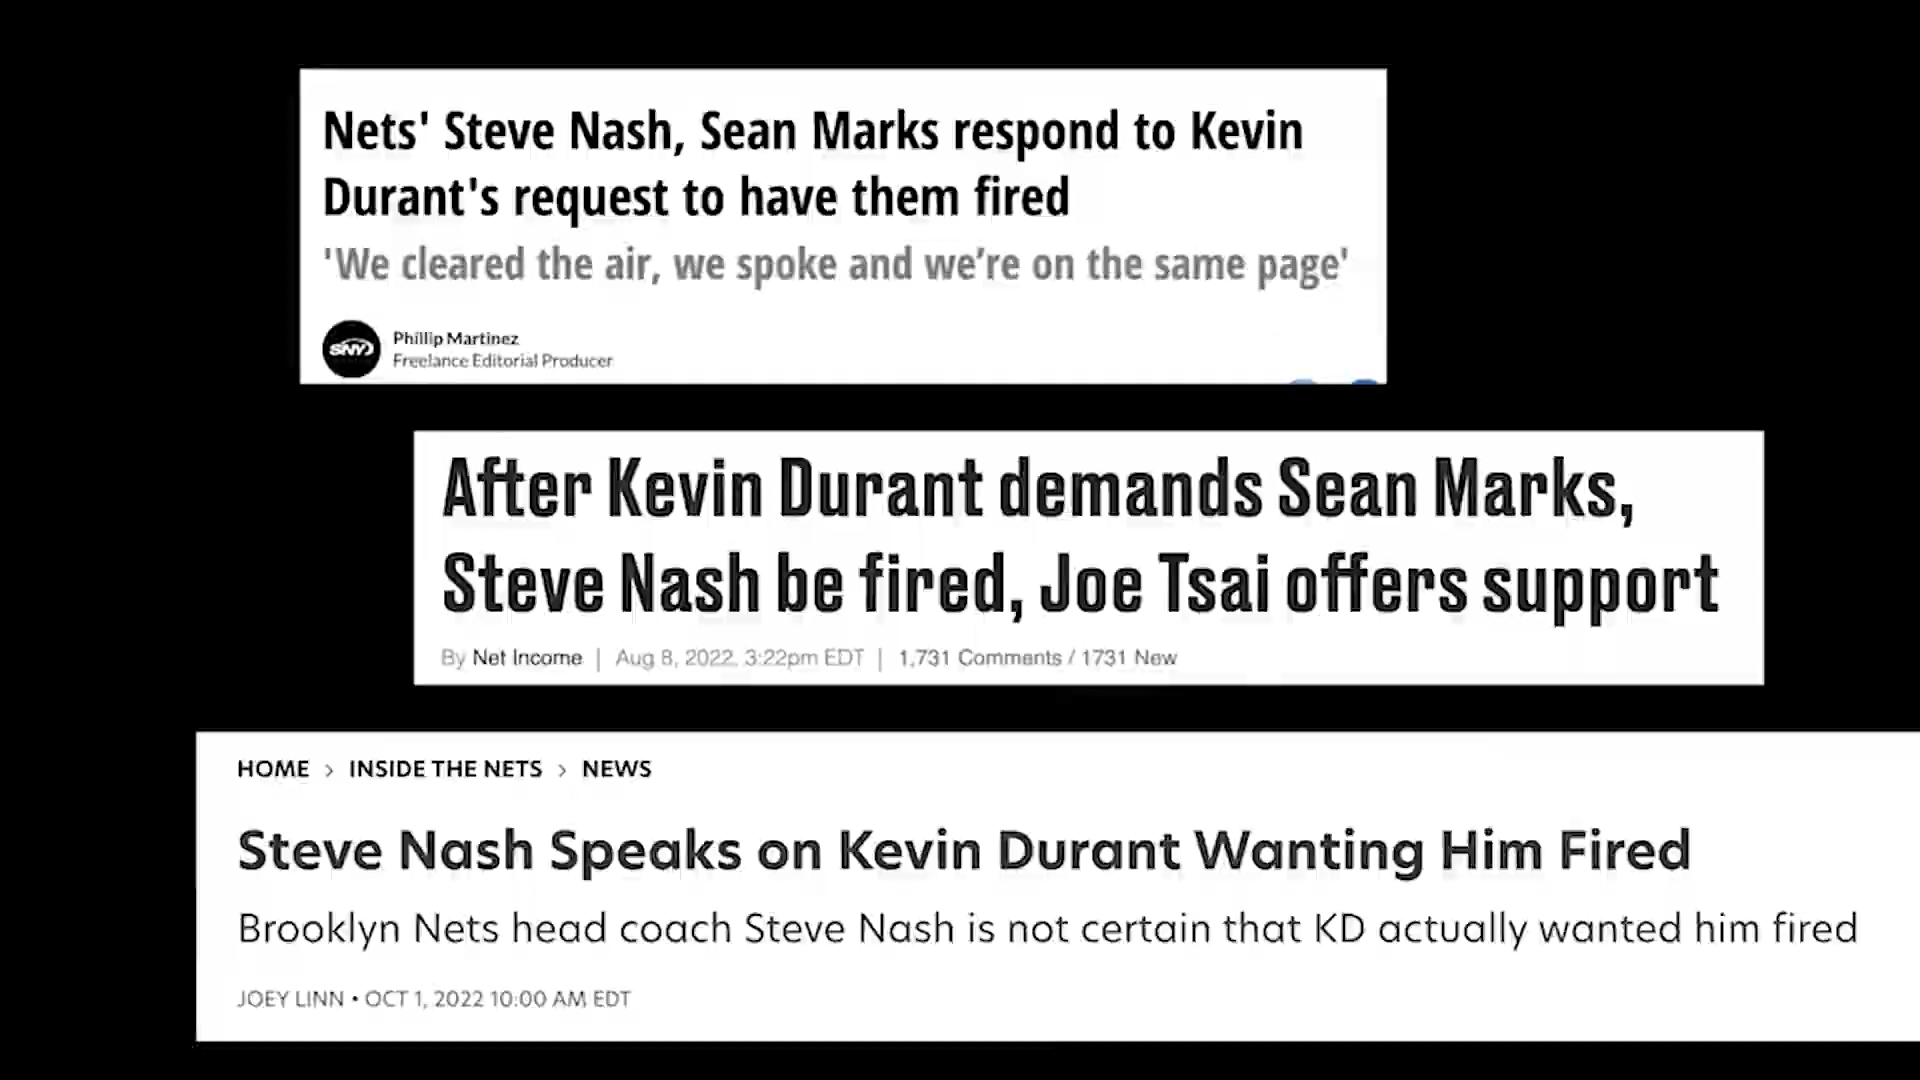 Nets' Steve Nash, Sean Marks respond to Kevin
Durant's request to have them fired
'We cleared the air, we spoke and we’re on the same page'
SNY
Phillip Martinez
Freelance Editorial Producer
After Kevin Durant demands Sean Marks,
Steve Nash be fired, Joe Tsai offers support
By Net Income | Aug 8, 2022, 3:22pm EDT | 1,731 Comments / 1731 New
HOME > INSIDE THE NETS > NEWS
Steve Nash Speaks on Kevin Durant Wanting Him Fired
Brooklyn Nets head coach Steve Nash is not certain that KD actually wanted him fired
JOEY LINN • OCT 1, 2022 10:00 AM EDT